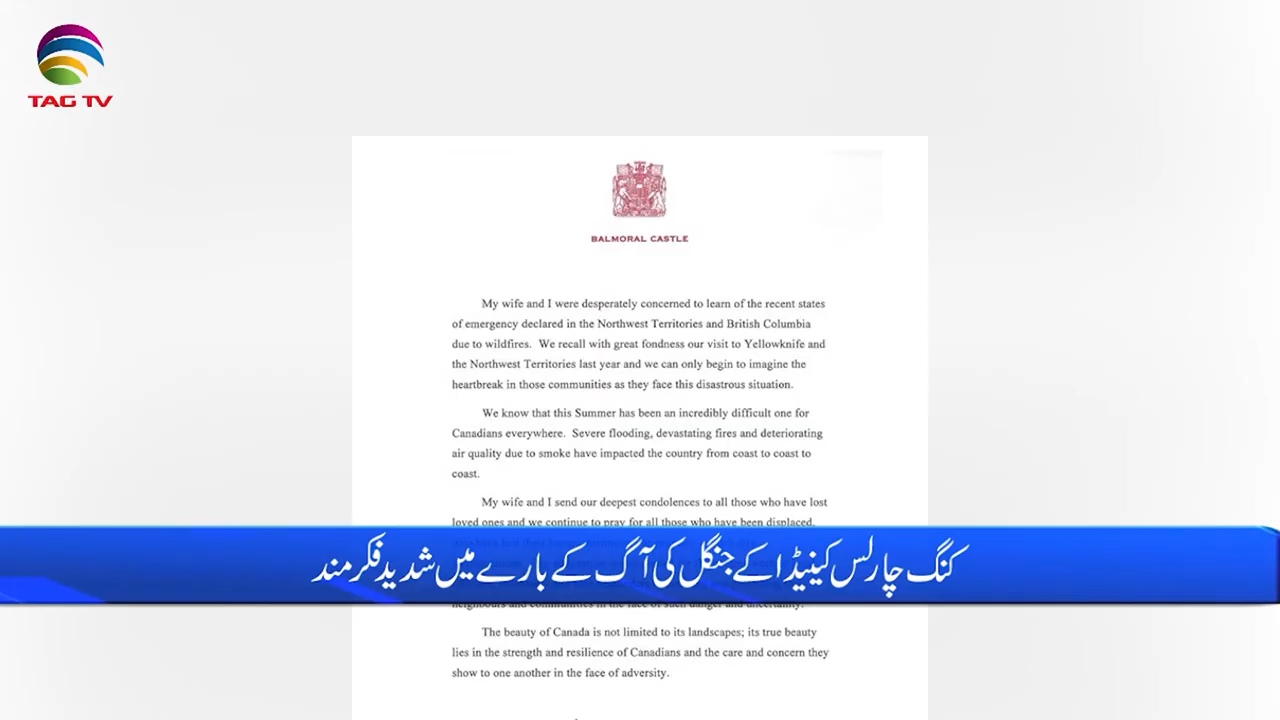 TAG TV
BALMORAL CASTLE
My wife and I were desperately concerned to learn of the recent states
of emergency declared in the Northwest Territories and British Columbia
due to wildfires. We recall with great fondness our visit to Yellowknife and
the Northwest Territories last year and we can only begin to imagine the
heartbreak in those communities as they face this disastrous situation.
We know that this Summer has been an incredibly difficult one for
Canadians everywhere. Severe flooding, devastating fires and deteriorating
air quality due to smoke have impacted the country from coast to coast to
coast.
My wife and I send our deepest condolences to all those who have lost
loved ones and we continue to pray for all those who have been displaced,
کنگ چارلس کینیڈا کے جنگل کی آگ کے بارے میں شدید فکر مند
neighbours and communities in the face of such danger and uncertainty.
The beauty of Canada is not limited to its landscapes; its true beauty
lies in the strength and resilience of Canadians and the care and concern they
show to one another in the face of adversity.